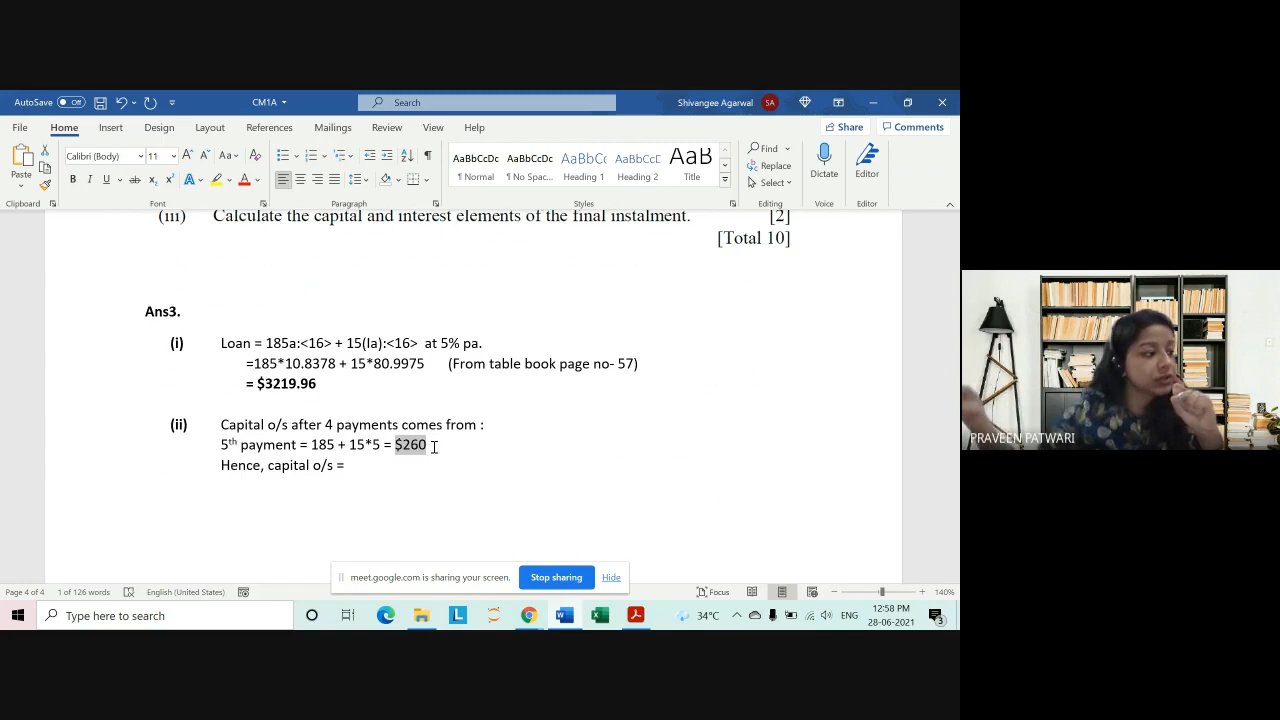 AutoSave Off CM1A Search Shivangee Agarwal SA
File Home Insert Design Layout References Mailings Review View Help Share Comments
Paste Calibri (Body) 11 Aa AaBbCcDc AaBbCcDc AaBbCc AaBbCcC AaB Find Dictate Editor
¶ Normal ¶ No Spac... Heading 1 Heading 2 Title Replace
Select
Clipboard Font Paragraph Styles Editing Voice Editor
(iii) Calculate the capital and interest elements of the final instalment. [2]
[Total 10]
Ans3.
(i) Loan = 185a:<16> + 15(Ia):<16> at 5% pa.
=185*10.8378 + 15*80.9975 (From table book page no- 57)
= $3219.96
(ii) Capital o/s after 4 payments comes from :
5th payment = 185 + 15*5 = $260
Hence, capital o/s =
PRAVEEN PATWARI
meet.google.com is sharing your screen. Stop sharing Hide
Page 4 of 4 1 of 126 words English (United States) Focus 140%
Type here to search 34°C ENG 12:58 PM
28-06-2021 3